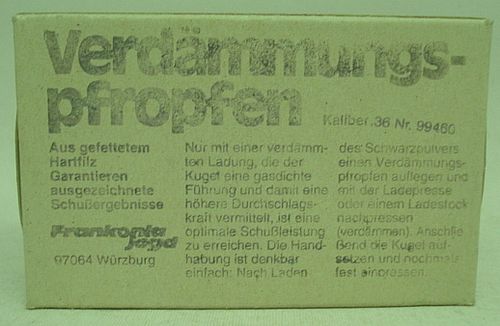 Verdämmungs-
pfropfen
Kaliber .36 Nr. 99460
Aus gefettetem
Hartfilz
Garantieren
ausgezeichnete
Schußergebnisse
Frankonia
Jagd
97064 Würzburg
Nur mit einer verdämm-
ten Ladung, die der
Kugel eine gasdichte
Führung und damit eine
höhere Durchschlags-
kraft vermittelt, ist eine
optimale Schußleistung
zu erreichen. Die Hand-
habung ist denkbar
einfach: Nach Laden
des Schwarzpulvers
einen Verdämmungs-
pfropfen auflegen und
mit der Ladepresse
oder einem Ladestock
nachpressen
(verdämmen). Anschlie
ßend die Kugel auf-
setzen und nochmals
fest einpressen.